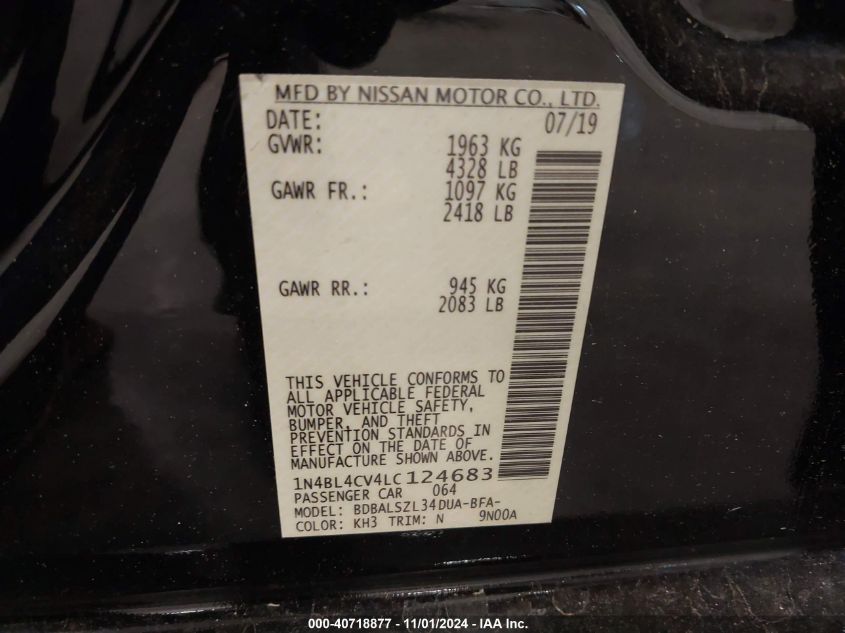 MFD BY NISSAN MOTOR CO., LTD.
DATE: 07/19
GVWR: 1963 KG
4328 LB
GAWR FR.: 1097 KG
2418 LB
GAWR RR.: 945 KG
2083 LB
THIS VEHICLE CONFORMS TO
ALL APPLICABLE FEDERAL
MOTOR VEHICLE SAFETY,
BUMPER, AND THEFT
PREVENTION STANDARDS IN
EFFECT ON THE DATE OF
MANUFACTURE SHOWN ABOVE.
1N4BL4CV4LC124683
PASSENGER CAR 064
MODEL: BDBALSZL34DUA-BFA-
COLOR: KH3 TRIM: N 9N00A
000-40718877 - 11/01/2024 - IAA Inc.